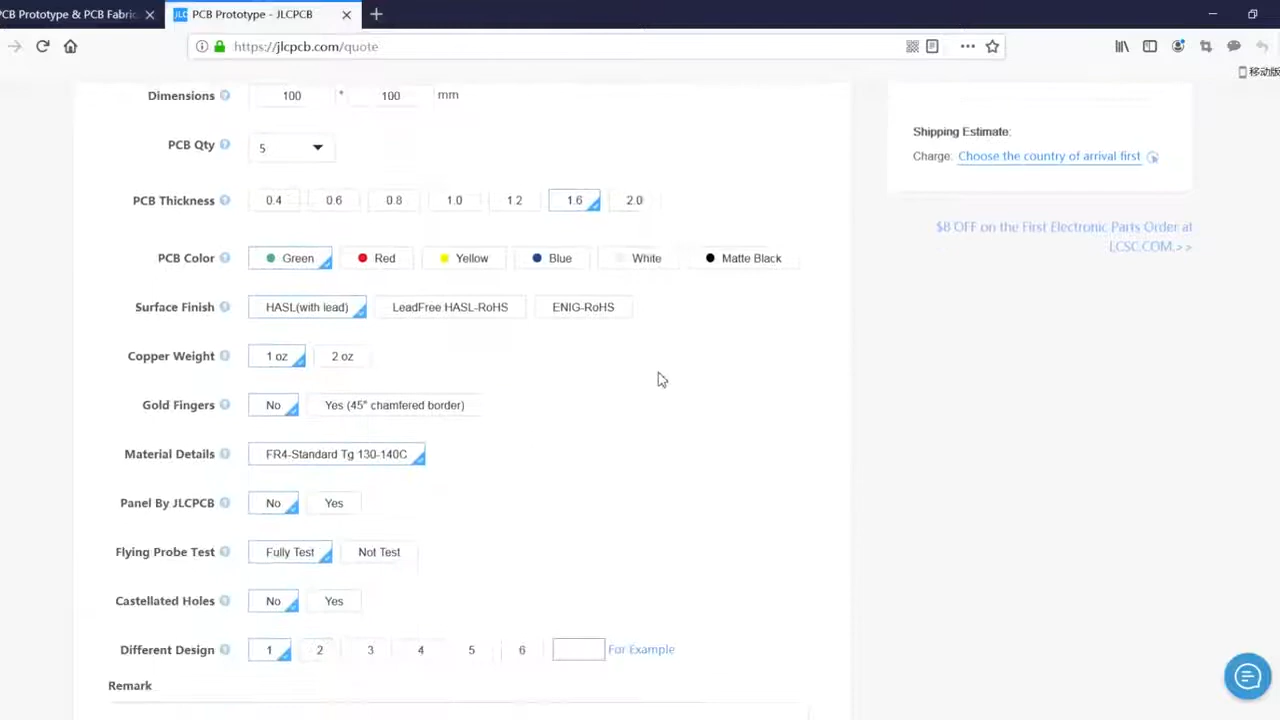 PCB Prototype & PCB Fabric
JLC PCB Prototype - JLCPCB
https://jlcpcb.com/quote
移动版
Dimensions 100 * 100 mm
PCB Qty 5
PCB Thickness 0.4 0.6 0.8 1.0 1.2 1.6 2.0
PCB Color Green Red Yellow Blue White Matte Black
Surface Finish HASL(with lead) LeadFree HASL-RoHS ENIG-RoHS
Copper Weight 1 oz 2 oz
Gold Fingers No Yes (45° chamfered border)
Material Details FR4-Standard Tg 130-140C
Panel By JLCPCB No Yes
Flying Probe Test Fully Test Not Test
Castellated Holes No Yes
Different Design 1 2 3 4 5 6 For Example
Remark
Shipping Estimate:
Charge: Choose the country of arrival first
$8 OFF on the First Electronic Parts Order at
LCSC.COM.> >